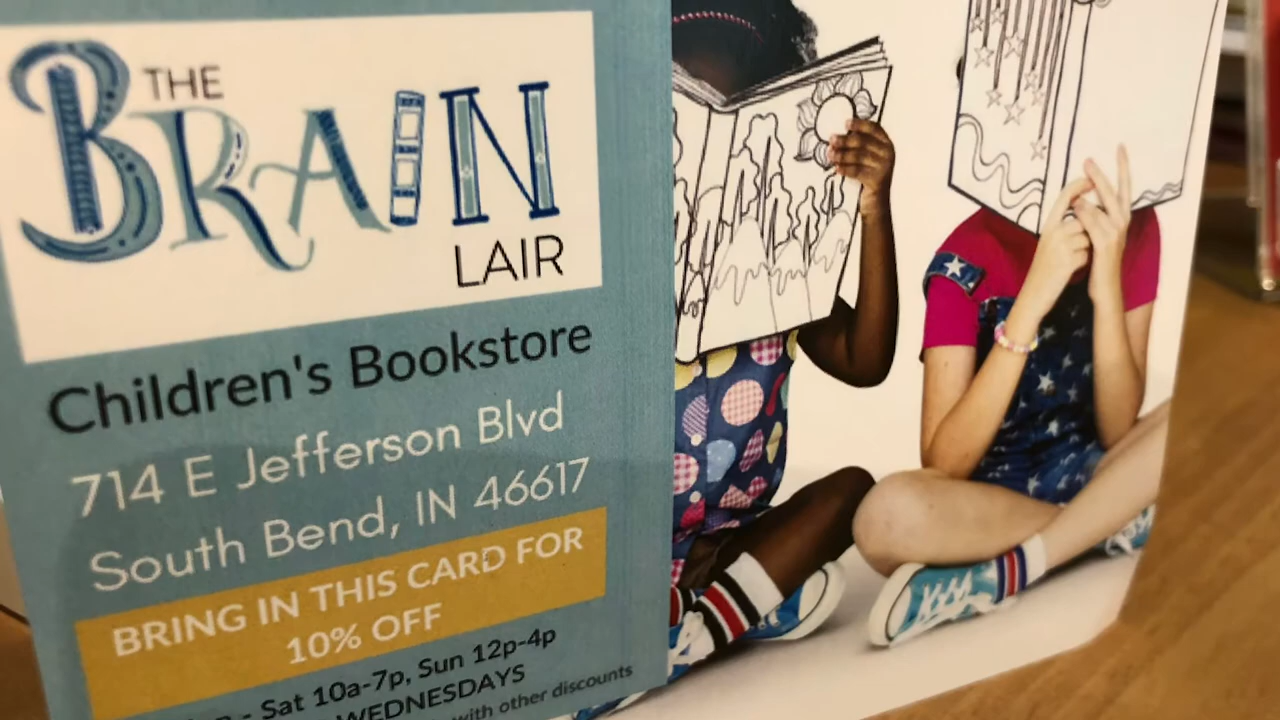 THE
BRAIN
LAIR
Children's Bookstore
714 E Jefferson Blvd
South Bend, IN 46617
BRING IN THIS CARD FOR
10% OFF
- Sat 10a-7p, Sun 12p-4p
WEDNESDAYS
with other discounts